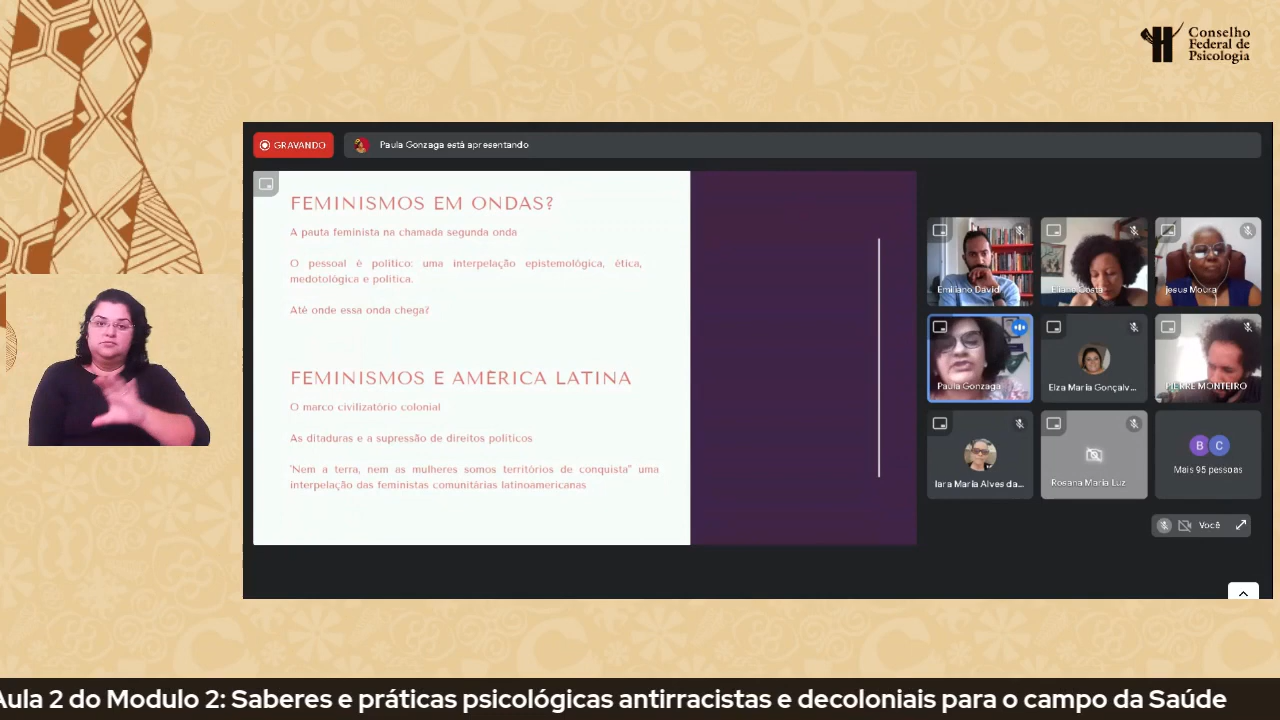 Conselho
Federal de
Psicologia
GRAVANDO
Paula Gonzaga está apresentando
FEMINISMOS EM ONDAS?
A pauta feminista na chamada segunda onda
O pessoal é político: uma interpelação epistemológica, ética,
medotológica e política.
Até onde essa onda chega?
FEMINISMOS E AMÉRICA LATINA
O marco civilizatório colonial
As ditaduras e a supressão de direitos políticos
"Nem a terra, nem as mulheres somos territórios de conquista" uma
interpelação das feministas comunitárias latinoamericanas
Emiliano David
Eliane Costa
jesus Moura
Paula Gonzaga
Elza Maria Gonçalv...
PIERRE MONTEIRO
Iara Maria Alves da...
Rosana Maria Luz
B C
Mais 95 pessoas
Você
Aula 2 do Modulo 2: Saberes e práticas psicológicas antirracistas e decoloniais para o campo da Saúde